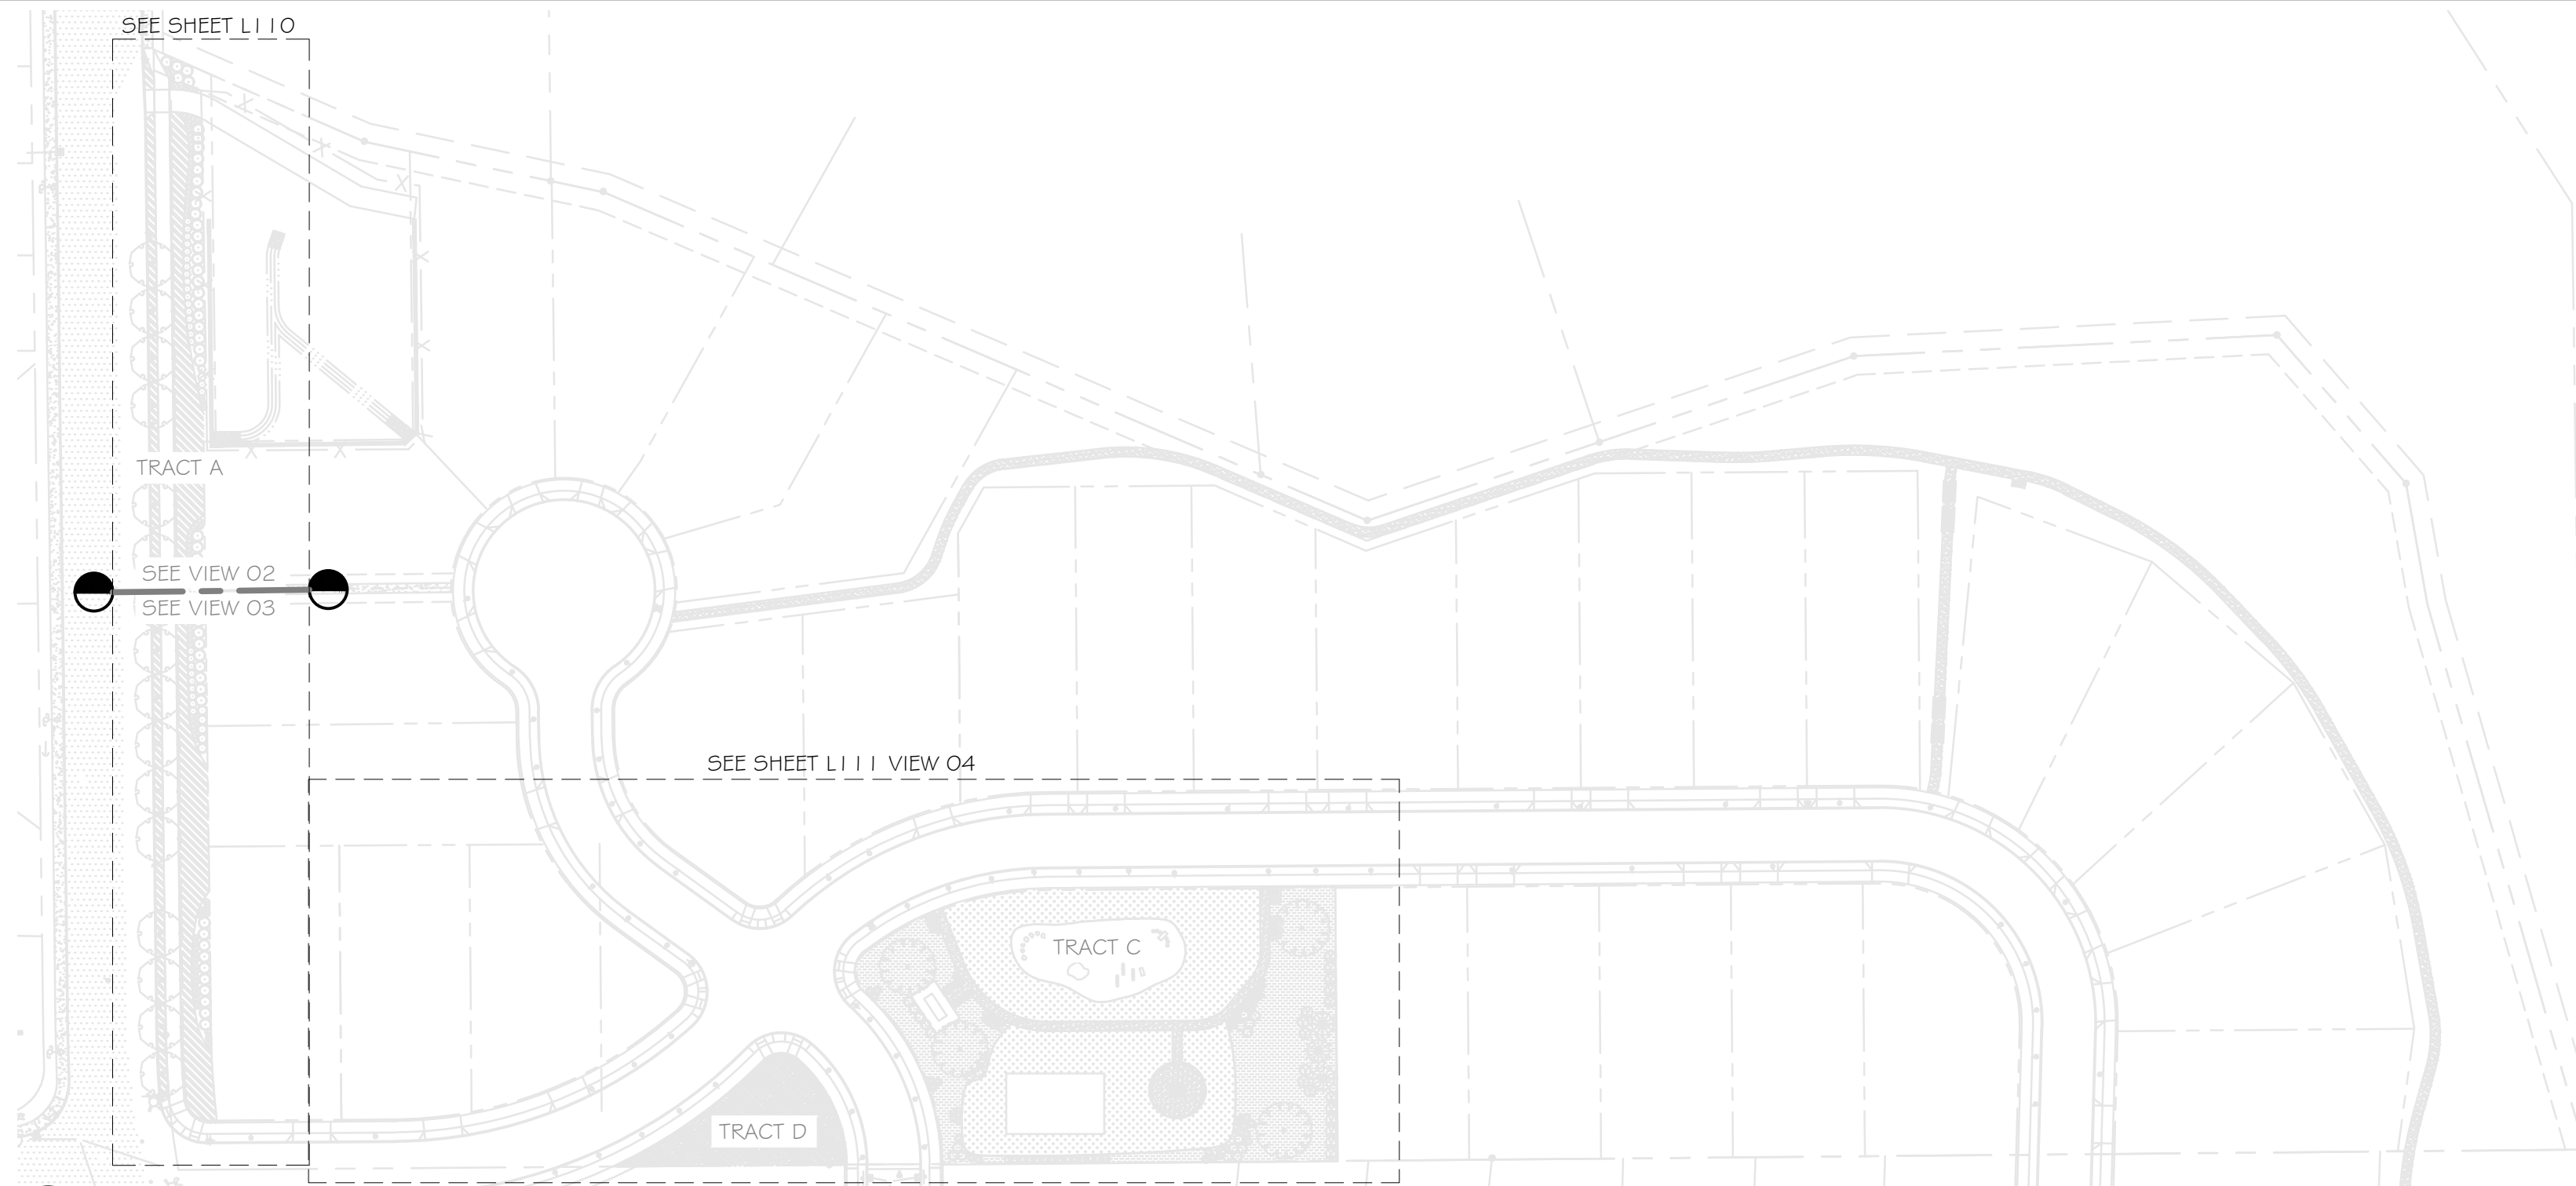 SEE SHEET L110
TRACT A
SEE VIEW 02
SEE VIEW 03
SEE SHEET L111 VIEW 04
TRACT C
TRACT D